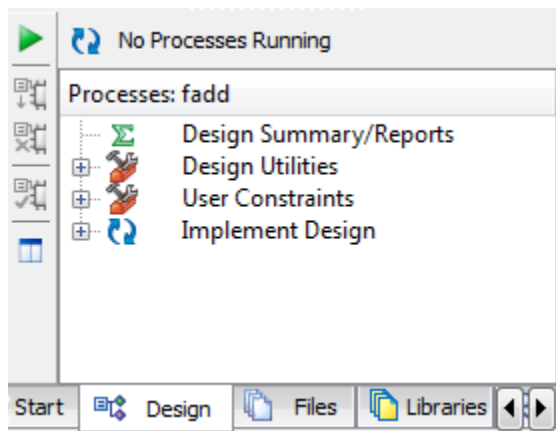 No Processes Running
Processes: fadd
Design Summary/Reports
Design Utilities
User Constraints
Implement Design
Start Design Files Libraries